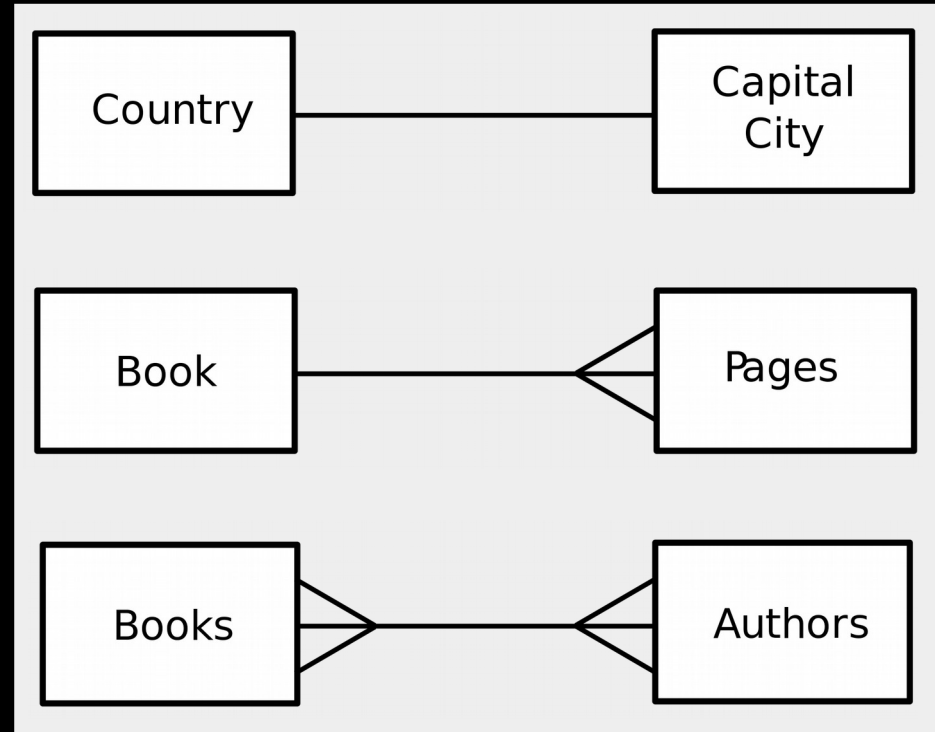 Country
Capital
City
Book
Pages
Books
Authors